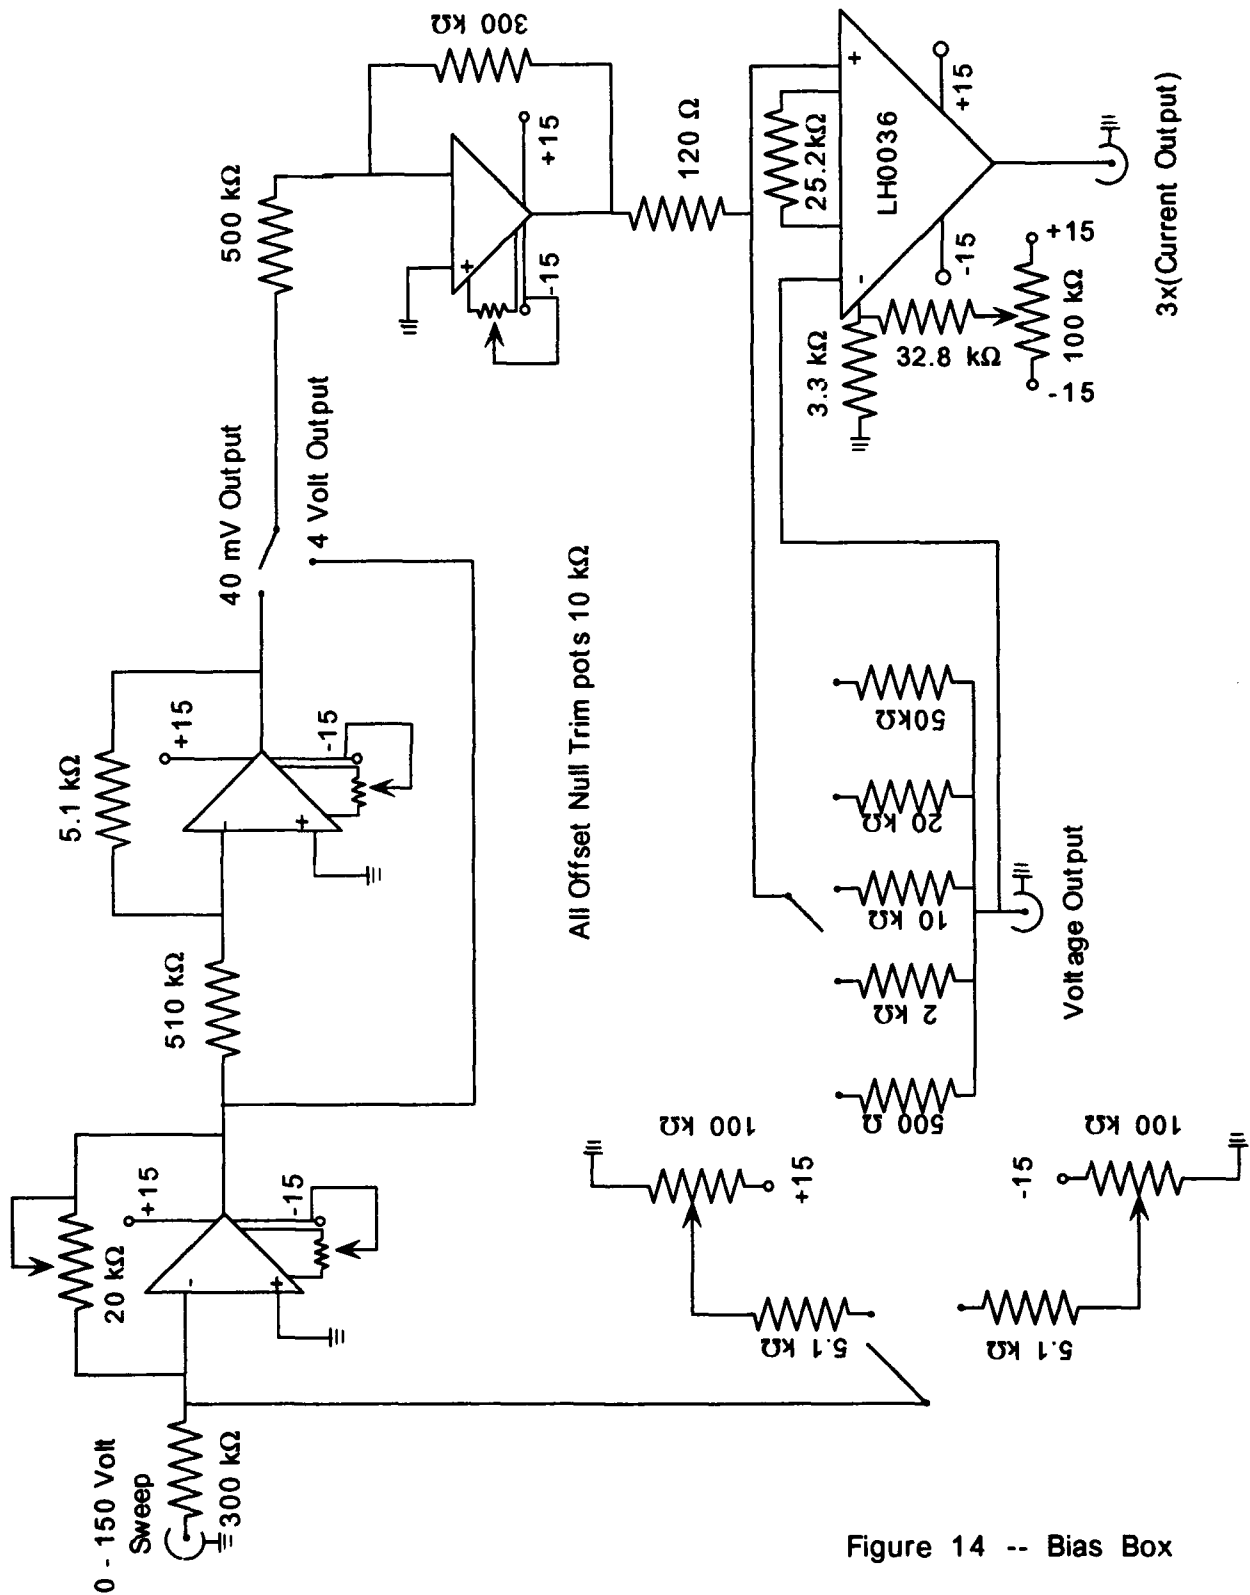 0 - 150 Volt
Sweep
300 kΩ
20 kΩ
-
+
+15
-15
510 kΩ
5.1 kΩ
-
+
+15
-15
40 mV Output
4 Volt Output
500 kΩ
300 kΩ
+
+15
-15
120 Ω
All Offset Null Trim pots 10 kΩ
25.2kΩ
LH0036
+
-
+15
-15
3.3 kΩ
32.8 kΩ
100 kΩ
+15
-15
3x(Current Output)
500 Ω
2 kΩ
10 kΩ
20 kΩ
50kΩ
Voltage Output
100 kΩ
+15
5.1 kΩ
-15
100 kΩ
5.1 kΩ
Figure 14 -- Bias Box